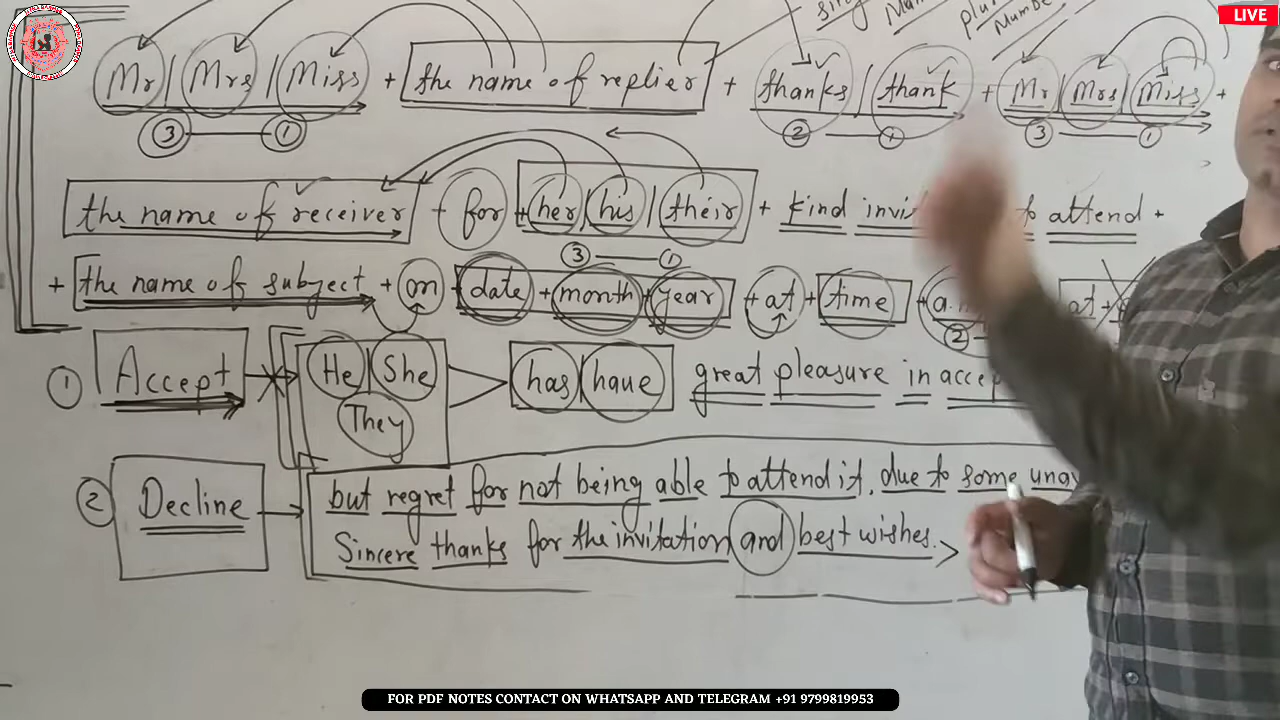 LIVE
plu
Numbe
Mr / Mrs / Miss + the name of replier + thanks / thank + Mr / Mrs / Miss +
③ — ① ② — ③ — ①
the name of receiver + for + her / his / their + kind invi to attend +
③ — ①
+ the name of subject + on + date + month + year + at + time + a.m at +
②
① Accept He / She has / have great pleasure in accep
They
② Decline but regret for not being able to attend it, due to some unav
Sincere thanks for the invitation and best wishes.
FOR PDF NOTES CONTACT ON WHATSAPP AND TELEGRAM +91 9799819953